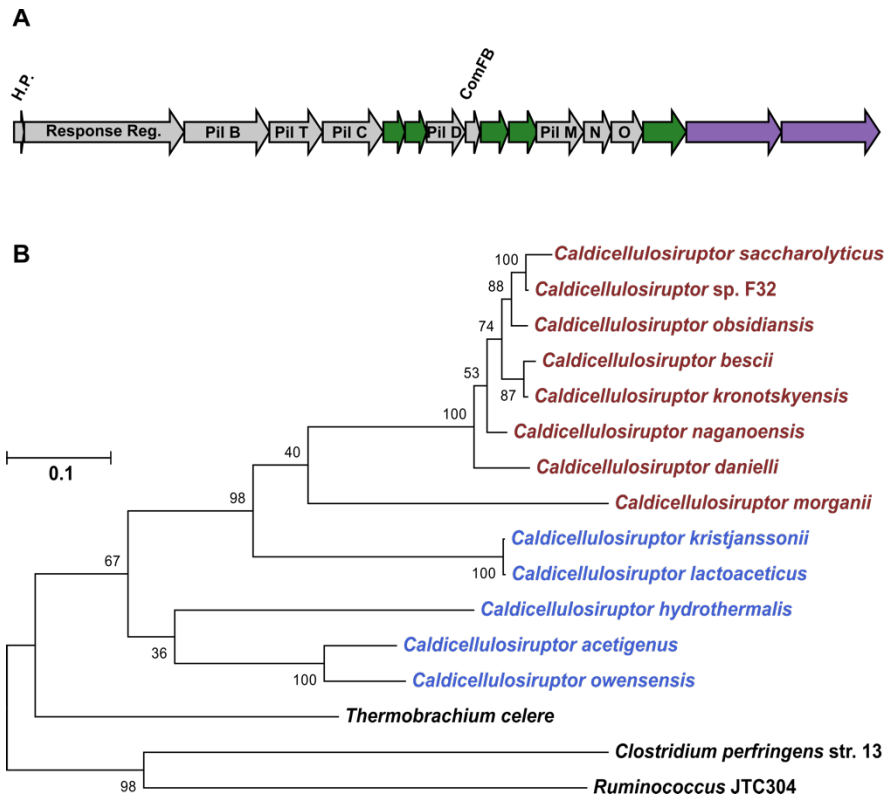 A
H.P.
ComFB
Response Reg.
Pil B
Pil T
Pil C
Pil D
Pil M
N
O
B
100
Caldicellulosiruptor saccharolyticus
88
Caldicellulosiruptor sp. F32
74
Caldicellulosiruptor obsidiansis
Caldicellulosiruptor bescii
53
87
Caldicellulosiruptor kronotskyensis
100
Caldicellulosiruptor naganoensis
40
Caldicellulosiruptor danielli
0.1
98
Caldicellulosiruptor morganii
Caldicellulosiruptor kristjanssonii
67
100
Caldicellulosiruptor lactoaceticus
Caldicellulosiruptor hydrothermalis
36
Caldicellulosiruptor acetigenus
100
Caldicellulosiruptor owensensis
Thermobrachium celere
Clostridium perfringens str. 13
98
Ruminococcus JTC304